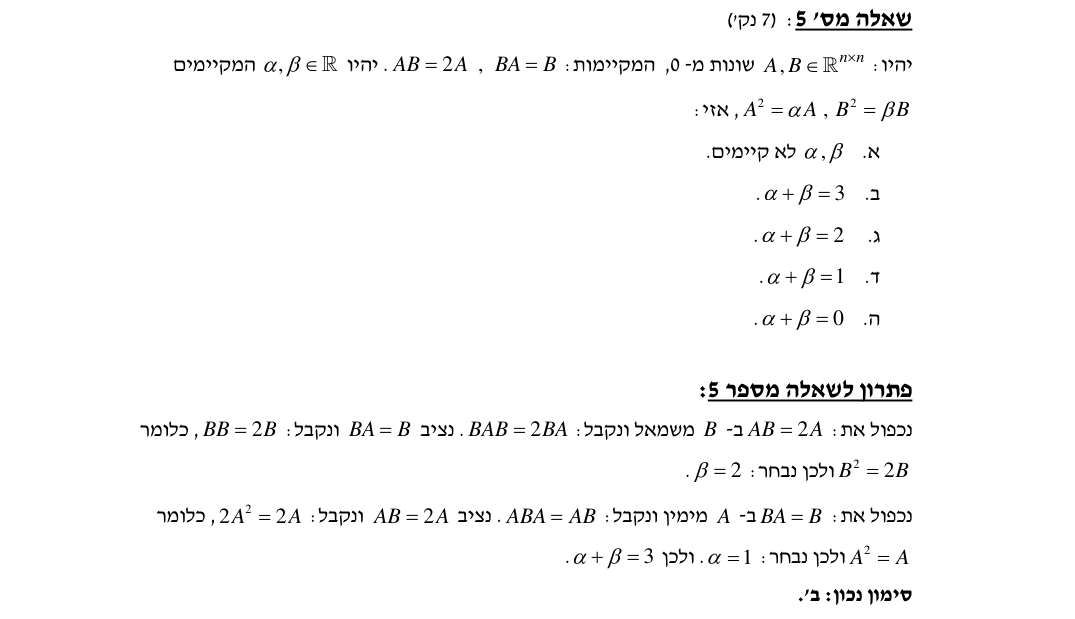 שאלה מס׳ 5: (7 נק׳)
יהיו: A, B ∈ ℝⁿˣⁿ שונות מ- 0, המקיימות: AB = 2A , BA = B. יהיו α, β ∈ ℝ המקיימים
A² = αA , B² = βB, אזי:
א. α, β לא קיימים.
ב. α + β = 3.
ג. α + β = 2.
ד. α + β = 1.
ה. α + β = 0.
פתרון לשאלה מספר 5:
נכפול את: AB = 2A ב- B משמאל ונקבל: BAB = 2BA. נציב BA = B ונקבל: BB = 2B, כלומר
B² = 2B ולכן נבחר: β = 2.
נכפול את: BA = B ב- A מימין ונקבל: ABA = AB. נציב AB = 2A ונקבל: 2A² = 2A, כלומר
A² = A ולכן נבחר: α = 1. ולכן α + β = 3.
סימון נכון: ב׳.